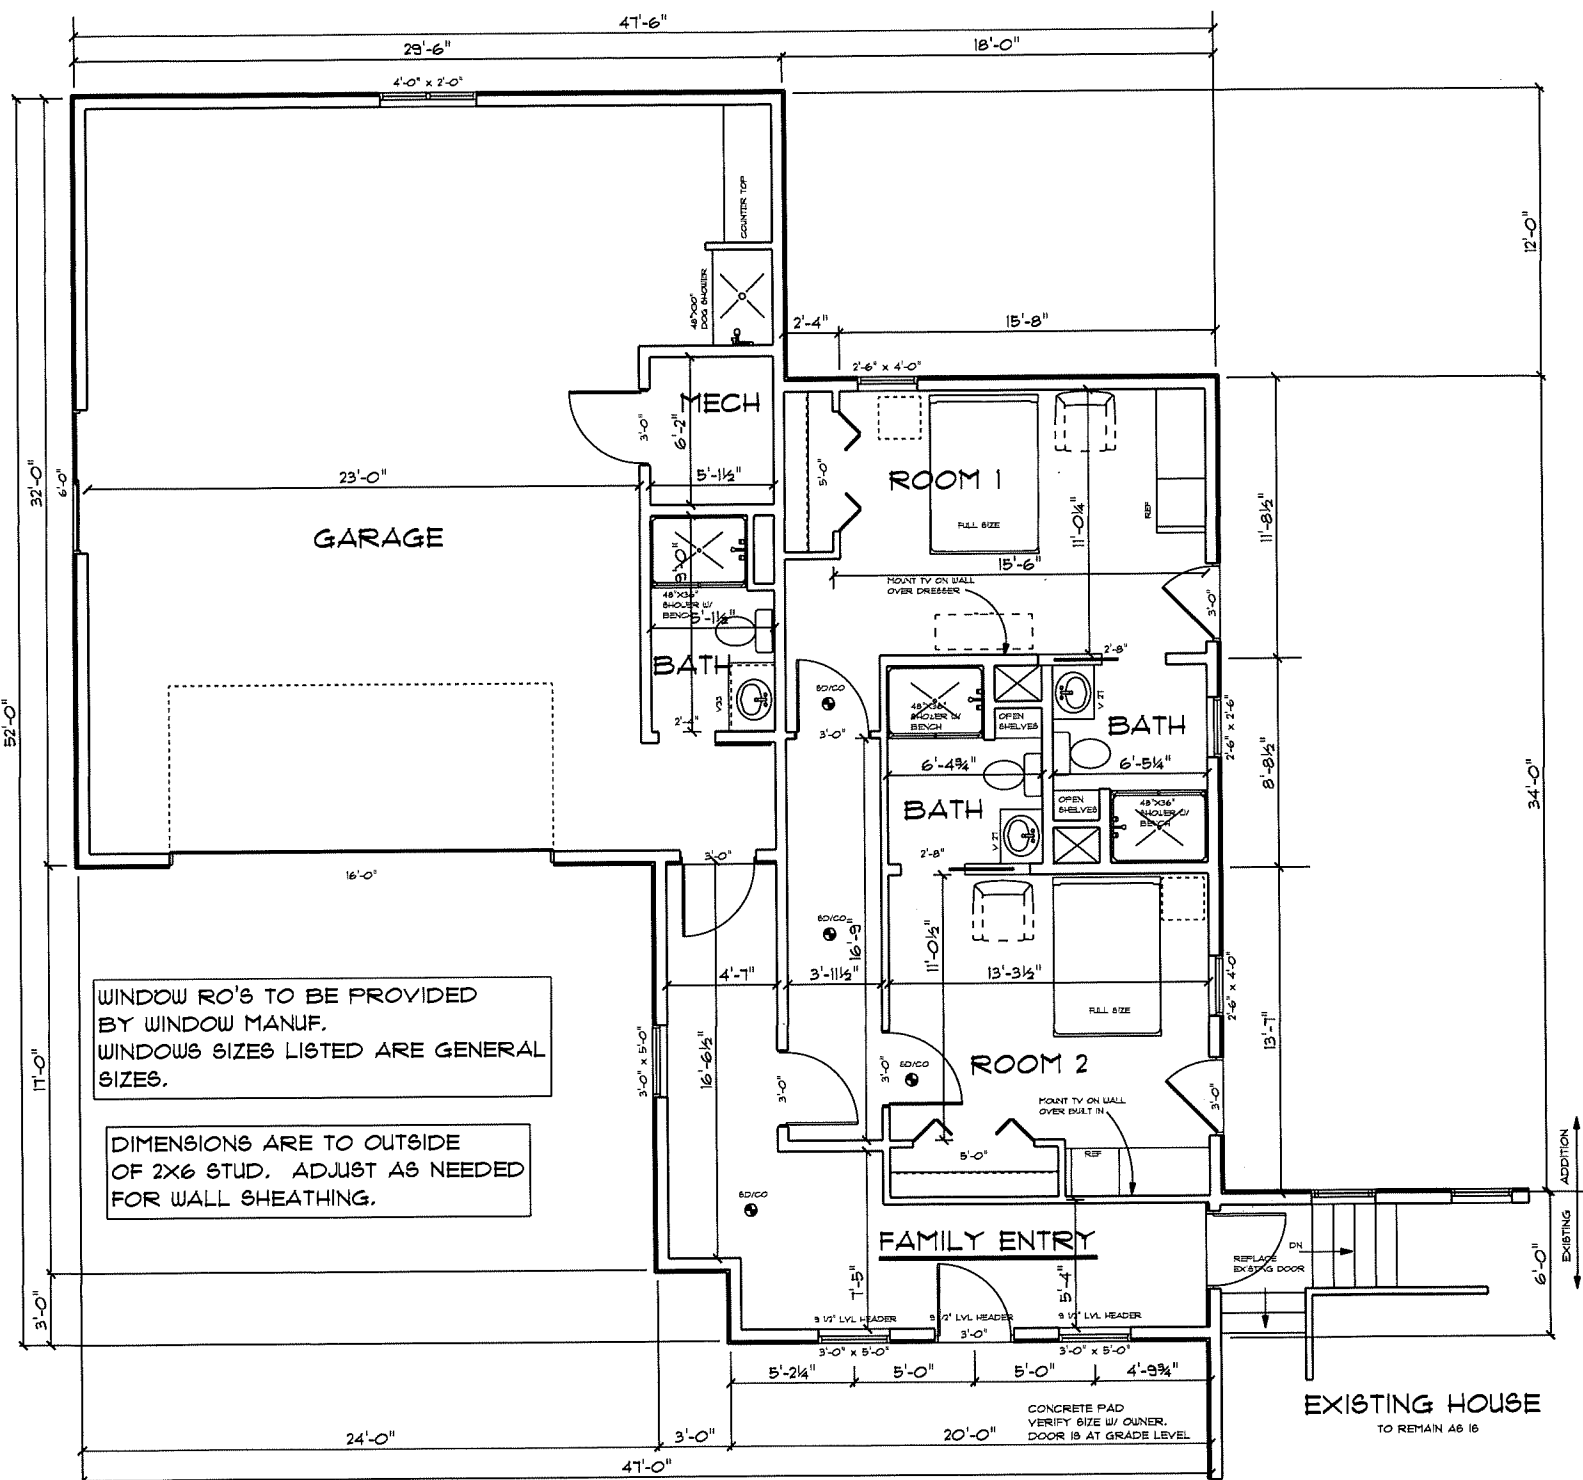 47'-6"
29'-6"
18'-0"
4'-0" x 2'-0"
COUNTER TOP
12'-0"
DOG SHOWER
2'-4"
15'-8"
2'-6" x 4'-0"
MECH
3'-0"
6'-2"
5'-0"
ROOM 1
5'-1½"
32'-0"
6'-0"
23'-0"
REF
11'-0¼"
11'-8½"
FULL SIZE
GARAGE
9'-0"
15'-6"
MOUNT TV ON WALL
OVER DRESSER
48"X36"
SHOWER W/
BENCH
5'-1½"
3'-0"
2'-8"
BATH
SD/CO
V 21
2'-4"
3'-0"
48"X36"
SHOWER W/
BENCH
OPEN
SHELVES
BATH
2'-6" x 2'-6"
52'-0"
6'-4¾"
6'-5¼"
8'-8½"
34'-0"
BATH
OPEN
SHELVES
48"X36"
SHOWER W/
BENCH
V 21
2'-8"
3'-0"
16'-0"
SD/CO
16'-9"
11'-0½"
4'-7"
3'-11½"
13'-3½"
2'-6" x 4'-0"
WINDOW RO'S TO BE PROVIDED
BY WINDOW MANUF.
WINDOWS SIZES LISTED ARE GENERAL
SIZES.
FULL SIZE
17'-0"
3'-0" x 5'-0"
16'-6½"
13'-7"
ROOM 2
3'-0"
3'-0"
SD/CO
3'-0"
MOUNT TV ON WALL
OVER BUILT IN
DIMENSIONS ARE TO OUTSIDE
OF 2X6 STUD. ADJUST AS NEEDED
FOR WALL SHEATHING.
5'-0"
REF
ADDITION
SD/CO
EXISTING
FAMILY ENTRY
DN
REPLACE
EXISTING DOOR
6'-0"
7'-5"
5'-4"
3'-0"
9 1/2" LVL HEADER
9 1/2" LVL HEADER
9 1/2" LVL HEADER
3'-0"
3'-0" x 5'-0"
3'-0" x 5'-0"
5'-2¼"
5'-0"
5'-0"
4'-9¾"
EXISTING HOUSE
TO REMAIN AS IS
CONCRETE PAD
VERIFY SIZE W/ OWNER.
DOOR IS AT GRADE LEVEL
24'-0"
3'-0"
20'-0"
47'-0"